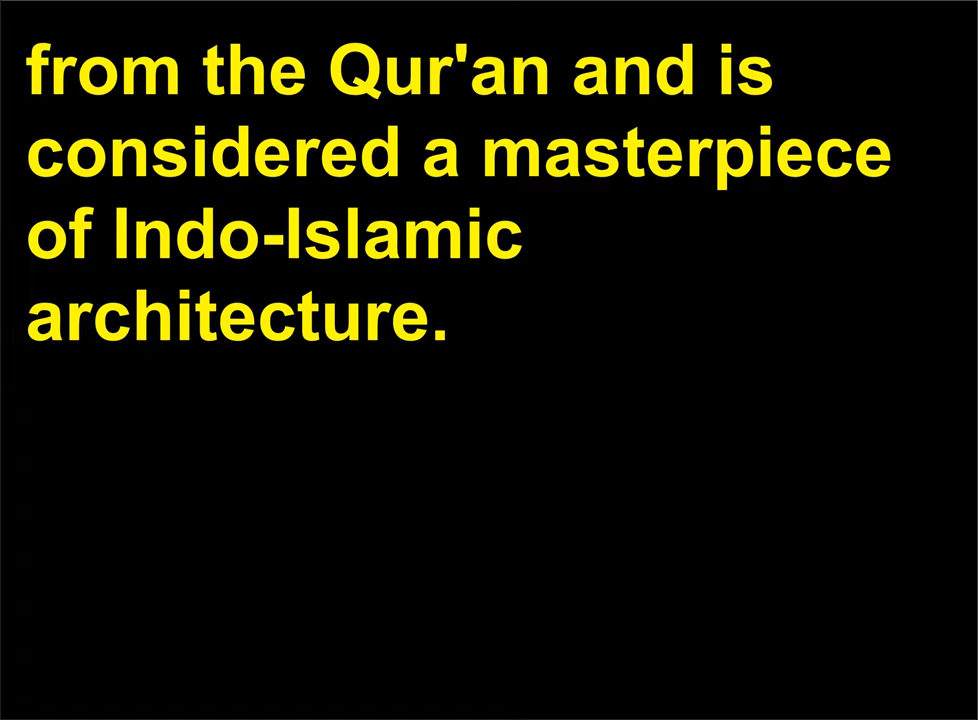 from the Qur'an and is
considered a masterpiece
of Indo-Islamic
architecture.